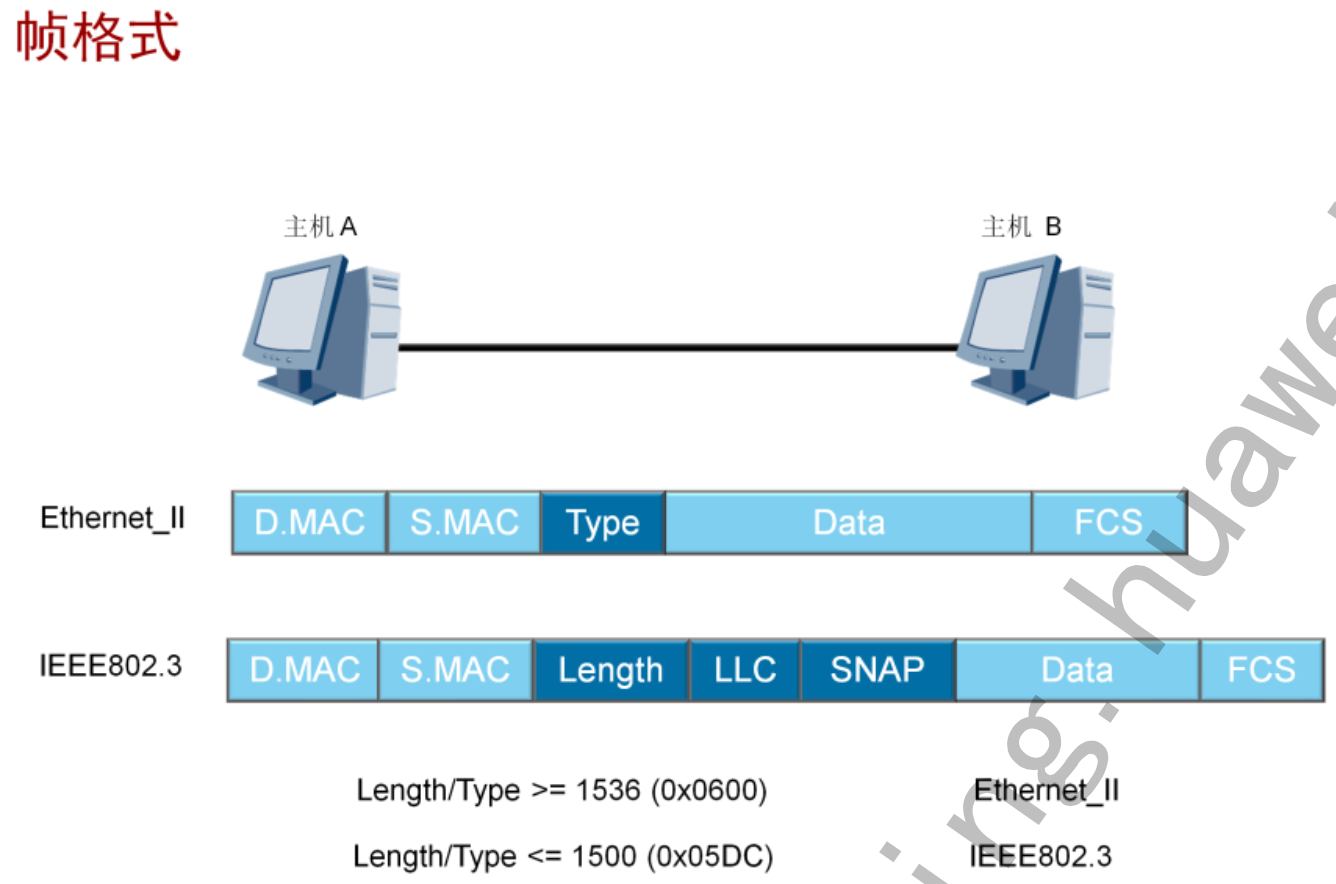 帧格式
主机 A
主机 B
Ethernet_II
D.MAC
S.MAC
Type
Data
FCS
IEEE802.3
D.MAC
S.MAC
Length
LLC
SNAP
Data
FCS
Length/Type >= 1536 (0x0600)
Ethernet_II
Length/Type <= 1500 (0x05DC)
IEEE802.3
ing.huawe